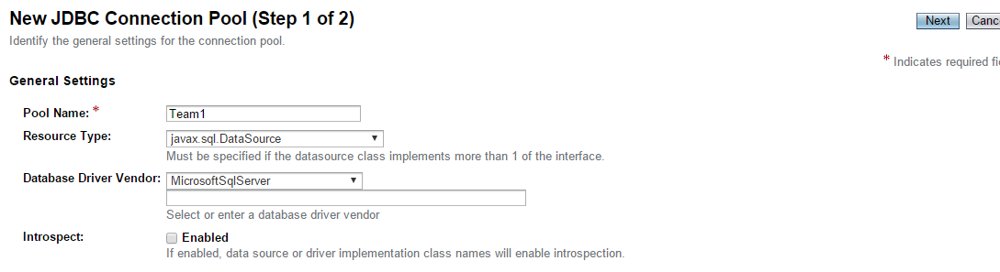 New JDBC Connection Pool (Step 1 of 2)
Next
Identify the general settings for the connection pool.
* Indicates required
General Settings
Pool Name: * Team1
Resource Type: javax.sql.DataSource
Must be specified if the datasource class implements more than 1 of the interface.
Database Driver Vendor: MicrosoftSqlServer
Select or enter a database driver vendor
Introspect: Enabled
If enabled, data source or driver implementation class names will enable introspection.